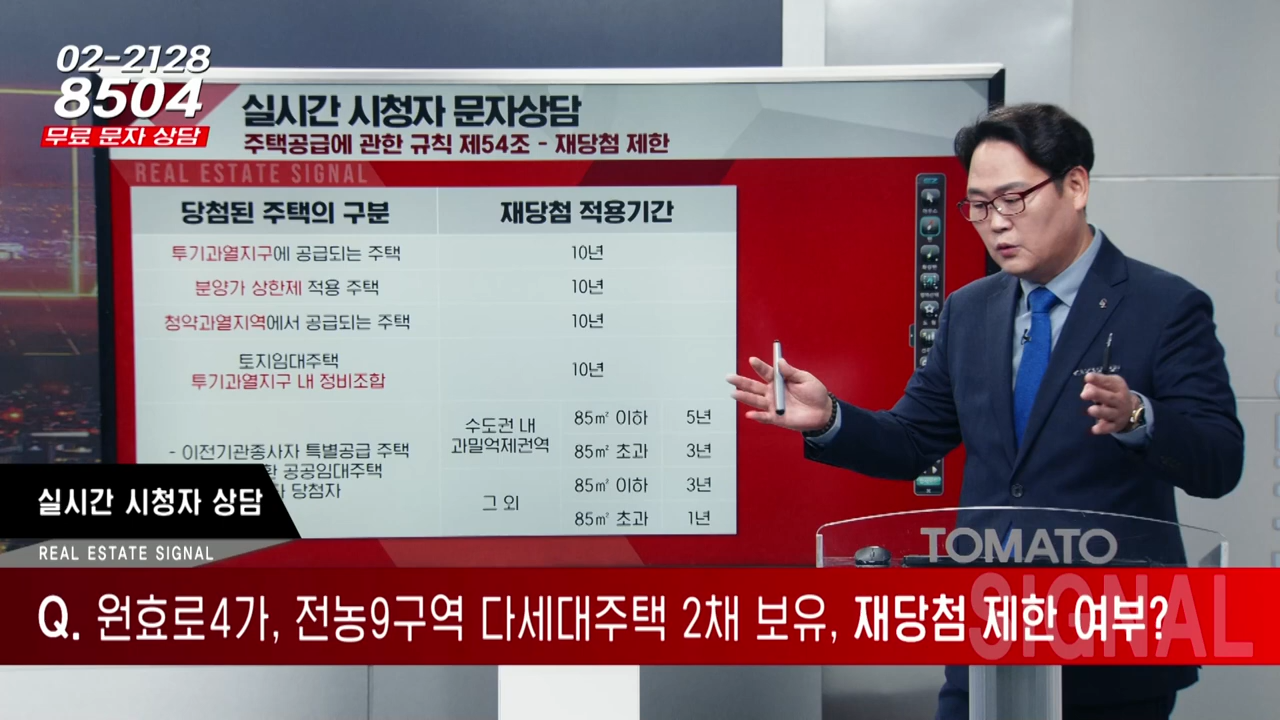 02-2128
8504
무료 문자 상담
실시간 시청자 문자상담
주택공급에 관한 규칙 제54조 - 재당첨 제한
REAL ESTATE SIGNAL
당첨된 주택의 구분 재당첨 적용기간
투기과열지구에 공급되는 주택 10년
분양가 상한제 적용 주택 10년
청약과열지역에서 공급되는 주택 10년
토지임대주택
투기과열지구 내 정비조합 10년
- 이전기관종사자 특별공급 주택
공공임대주택
당첨자
수도권 내
과밀억제권역
85㎡ 이하 5년
85㎡ 초과 3년
그 외
85㎡ 이하 3년
85㎡ 초과 1년
실시간 시청자 상담
REAL ESTATE SIGNAL
TOMATO
SIGNAL
Q. 원효로4가, 전농9구역 다세대주택 2채 보유, 재당첨 제한 여부?